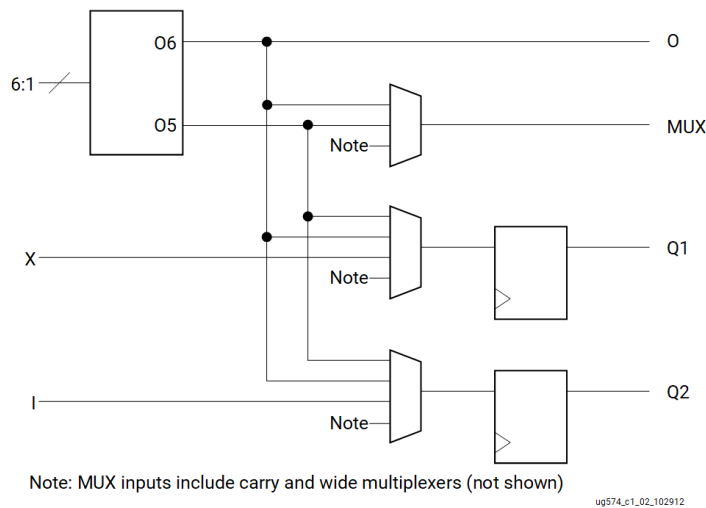 O6
O
6:1
O5
MUX
Note
X
Q1
Note
I
Q2
Note
Note: MUX inputs include carry and wide multiplexers (not shown)
ug574_c1_02_102912